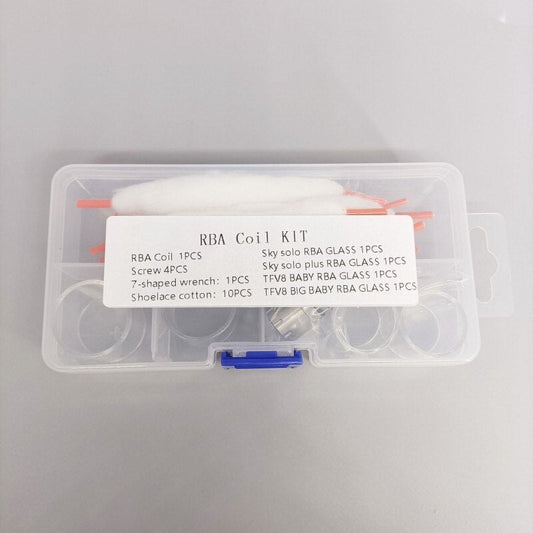 RBA Coil KIT
RBA Coil 1PCS
Screw 4PCS
7-shaped wrench: 1PCS
Shoelace cotton: 10PCS
Sky solo RBA GLASS 1PCS
Sky solo plus RBA GLASS 1PCS
TFV8 BABY RBA GLASS 1PCS
TFV8 BIG BABY RBA GLASS 1PCS